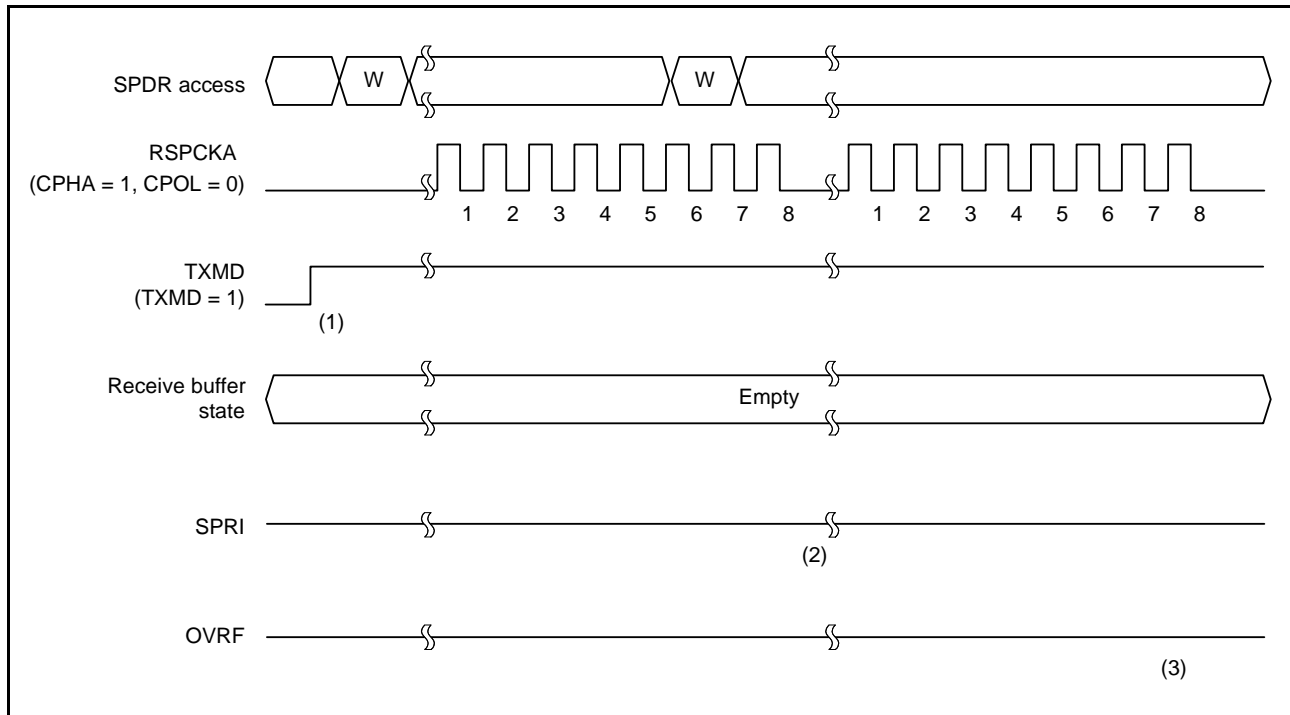 SPDR access
W
W
RSPCKA
(CPHA = 1, CPOL = 0)
1 2 3 4 5 6 7 8 1 2 3 4 5 6 7 8
TXMD
(TXMD = 1)
(1)
Receive buffer
state
Empty
SPRI
(2)
OVRF
(3)